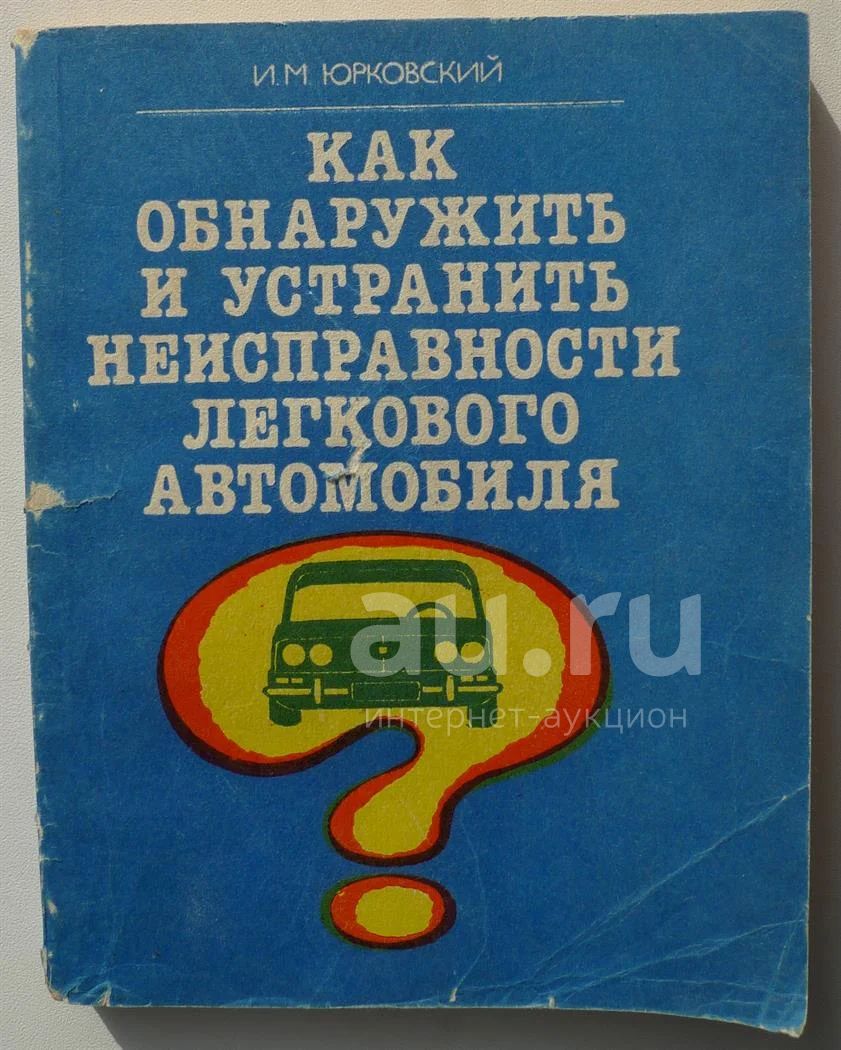 И.М. ЮРКОВСКИЙ
КАК
ОБНАРУЖИТЬ
И УСТРАНИТЬ
НЕИСПРАВНОСТИ
ЛЕГКОВОГО
АВТОМОБИЛЯ
au.ru
интернет-аукцион